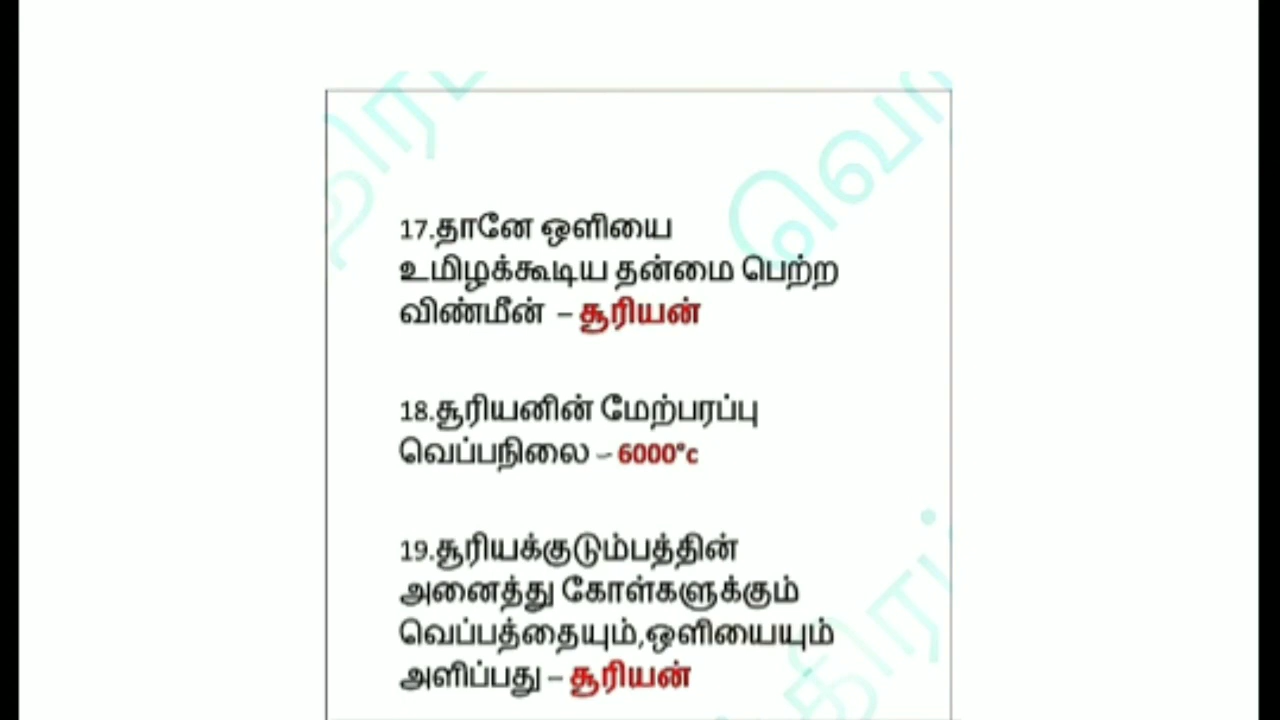 17.தானே ஒளியை
உமிழக்கூடிய தன்மை பெற்ற
விண்மீன் – சூரியன்
18.சூரியனின் மேற்பரப்பு
வெப்பநிலை – 6000°c
19.சூரியக்குடும்பத்தின்
அனைத்து கோள்களுக்கும்
வெப்பத்தையும்,ஒளியையும்
அளிப்பது – சூரியன்